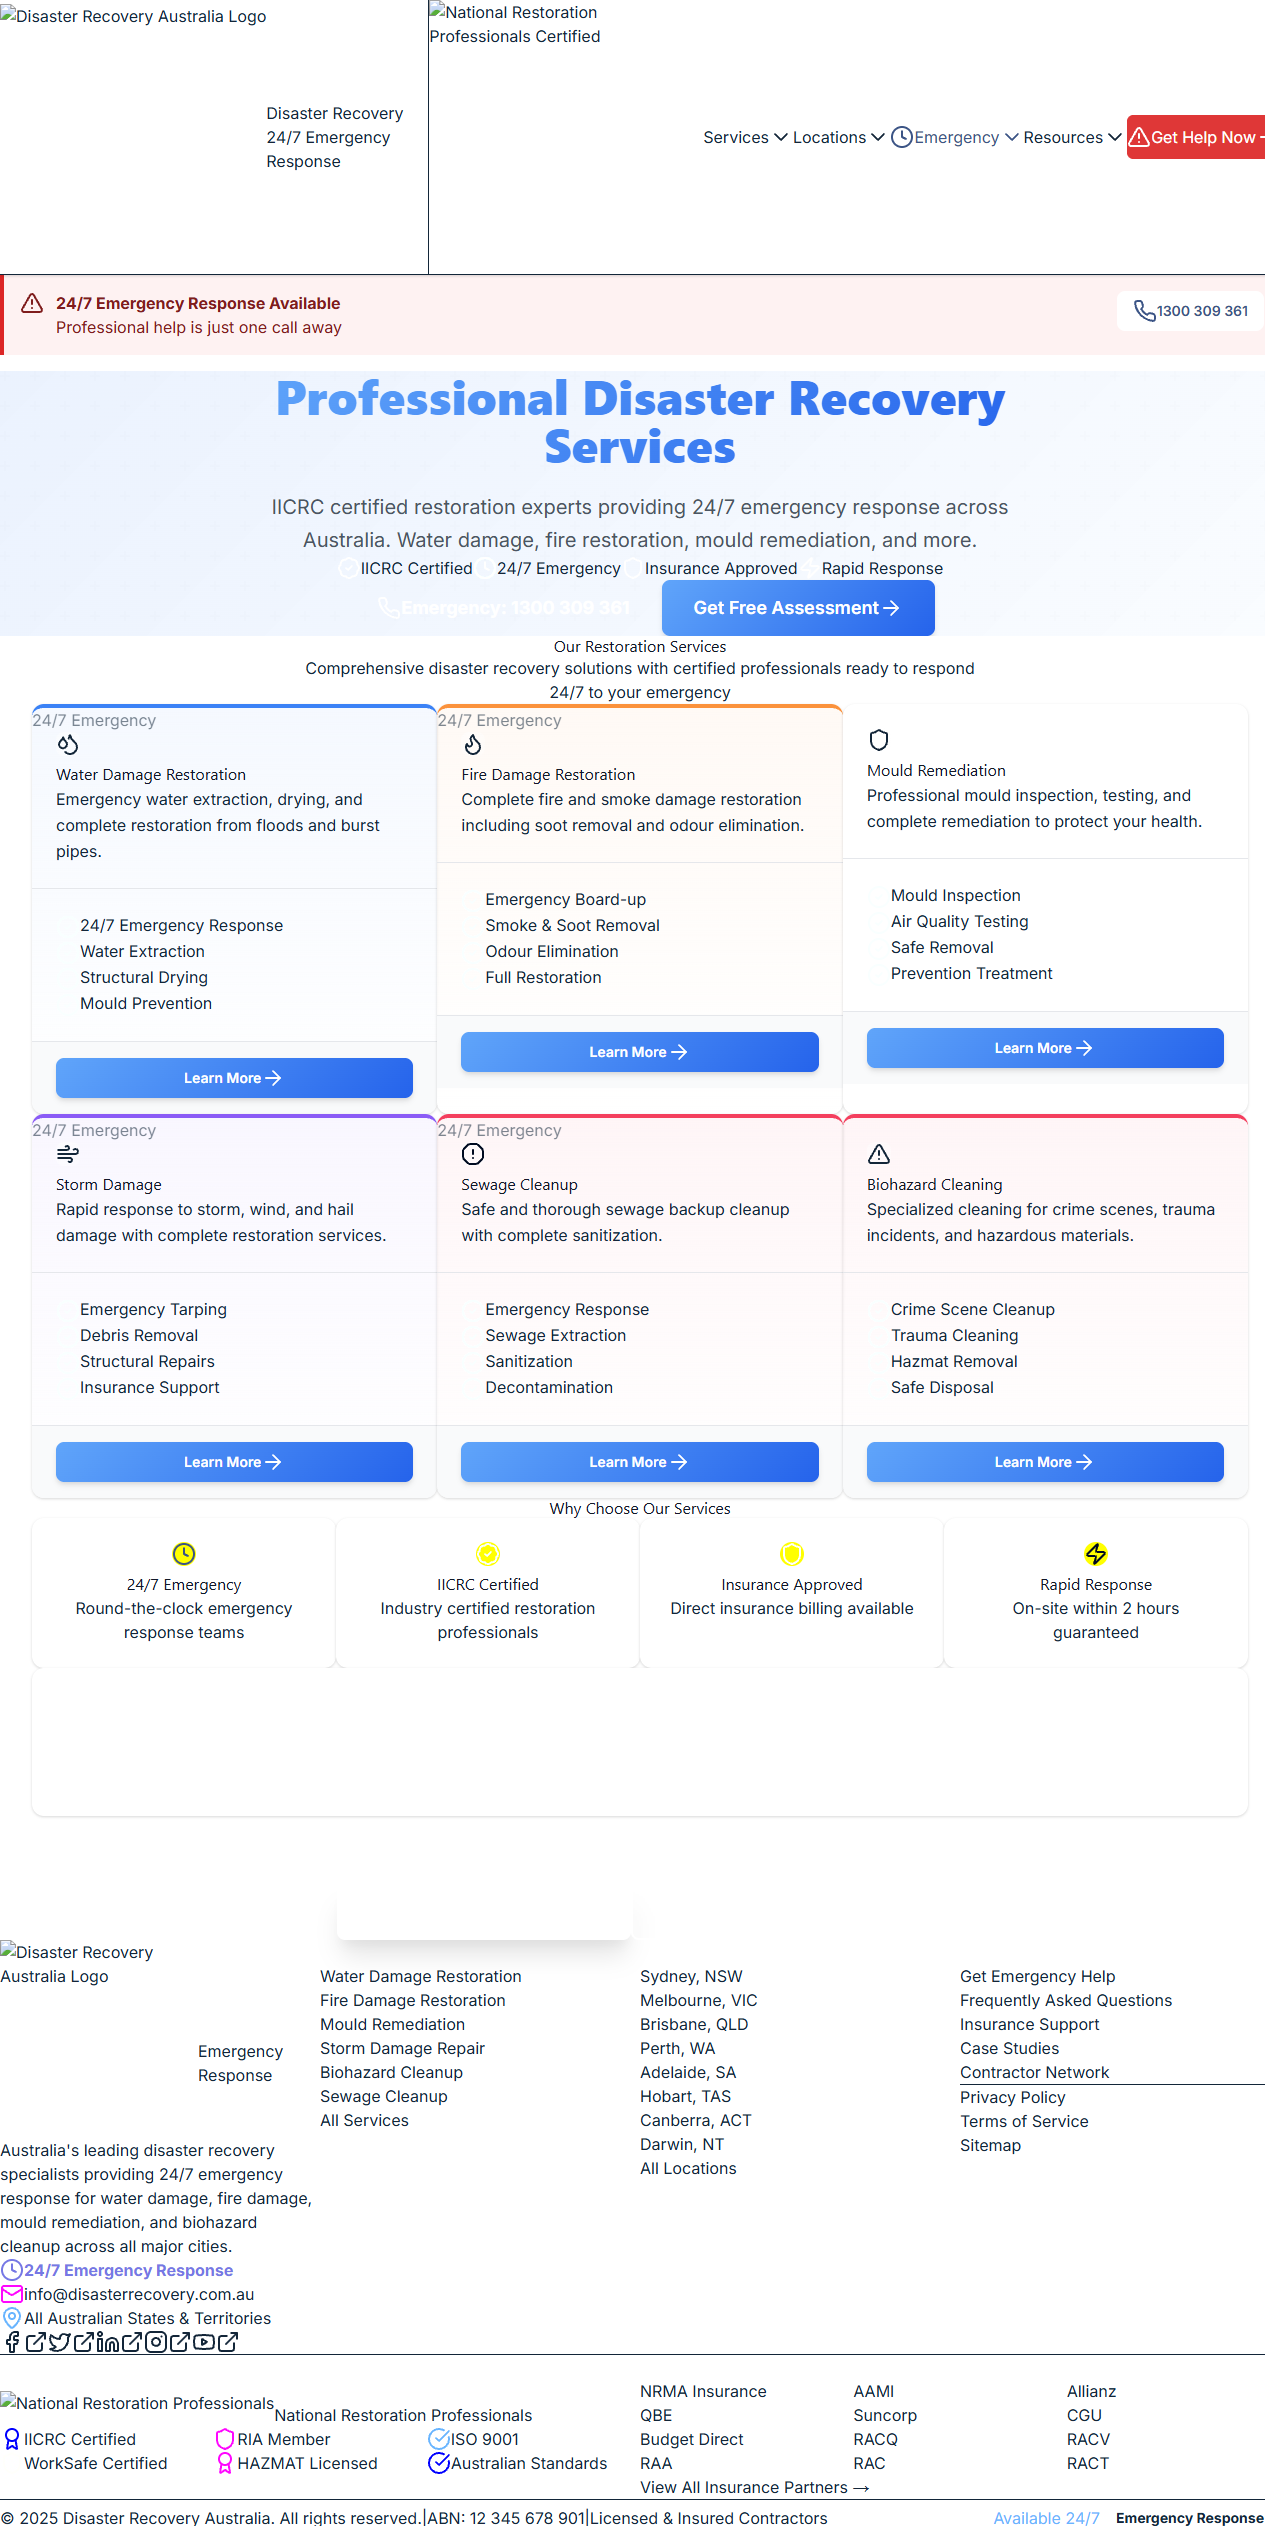 Disaster Recovery Australia Logo
National Restoration
Professionals Certified
Disaster Recovery
24/7 Emergency
Response
Services
Locations
Emergency
Resources
Get Help Now
24/7 Emergency Response Available
Professional help is just one call away
1300 309 361
Professional Disaster Recovery
Services
IICRC certified restoration experts providing 24/7 emergency response across
Australia. Water damage, fire restoration, mould remediation, and more.
IICRC Certified
24/7 Emergency
Insurance Approved
Rapid Response
Emergency: 1300 309 361
Get Free Assessment
Our Restoration Services
Comprehensive disaster recovery solutions with certified professionals ready to respond
24/7 to your emergency
24/7 Emergency
Water Damage Restoration
Emergency water extraction, drying, and
complete restoration from floods and burst
pipes.
24/7 Emergency Response
Water Extraction
Structural Drying
Mould Prevention
Learn More
24/7 Emergency
Fire Damage Restoration
Complete fire and smoke damage restoration
including soot removal and odour elimination.
Emergency Board-up
Smoke & Soot Removal
Odour Elimination
Full Restoration
Learn More
Mould Remediation
Professional mould inspection, testing, and
complete remediation to protect your health.
Mould Inspection
Air Quality Testing
Safe Removal
Prevention Treatment
Learn More
24/7 Emergency
Storm Damage
Rapid response to storm, wind, and hail
damage with complete restoration services.
Emergency Tarping
Debris Removal
Structural Repairs
Insurance Support
Learn More
24/7 Emergency
Sewage Cleanup
Safe and thorough sewage backup cleanup
with complete sanitization.
Emergency Response
Sewage Extraction
Sanitization
Decontamination
Learn More
Biohazard Cleaning
Specialized cleaning for crime scenes, trauma
incidents, and hazardous materials.
Crime Scene Cleanup
Trauma Cleaning
Hazmat Removal
Safe Disposal
Learn More
Why Choose Our Services
24/7 Emergency
Round-the-clock emergency
response teams
IICRC Certified
Industry certified restoration
professionals
Insurance Approved
Direct insurance billing available
Rapid Response
On-site within 2 hours
guaranteed
Disaster Recovery
Australia Logo
Emergency
Response
Australia's leading disaster recovery
specialists providing 24/7 emergency
response for water damage, fire damage,
mould remediation, and biohazard
cleanup across all major cities.
24/7 Emergency Response
info@disasterrecovery.com.au
All Australian States & Territories
Water Damage Restoration
Fire Damage Restoration
Mould Remediation
Storm Damage Repair
Biohazard Cleanup
Sewage Cleanup
All Services
Sydney, NSW
Melbourne, VIC
Brisbane, QLD
Perth, WA
Adelaide, SA
Hobart, TAS
Canberra, ACT
Darwin, NT
All Locations
Get Emergency Help
Frequently Asked Questions
Insurance Support
Case Studies
Contractor Network
Privacy Policy
Terms of Service
Sitemap
National Restoration Professionals
National Restoration Professionals
IICRC Certified
RIA Member
ISO 9001
WorkSafe Certified
HAZMAT Licensed
Australian Standards
NRMA Insurance
AAMI
Allianz
QBE
Suncorp
CGU
Budget Direct
RACQ
RACV
RAA
RAC
RACT
View All Insurance Partners →
© 2025 Disaster Recovery Australia. All rights reserved.|ABN: 12 345 678 901|Licensed & Insured Contractors
Available 24/7
Emergency Response